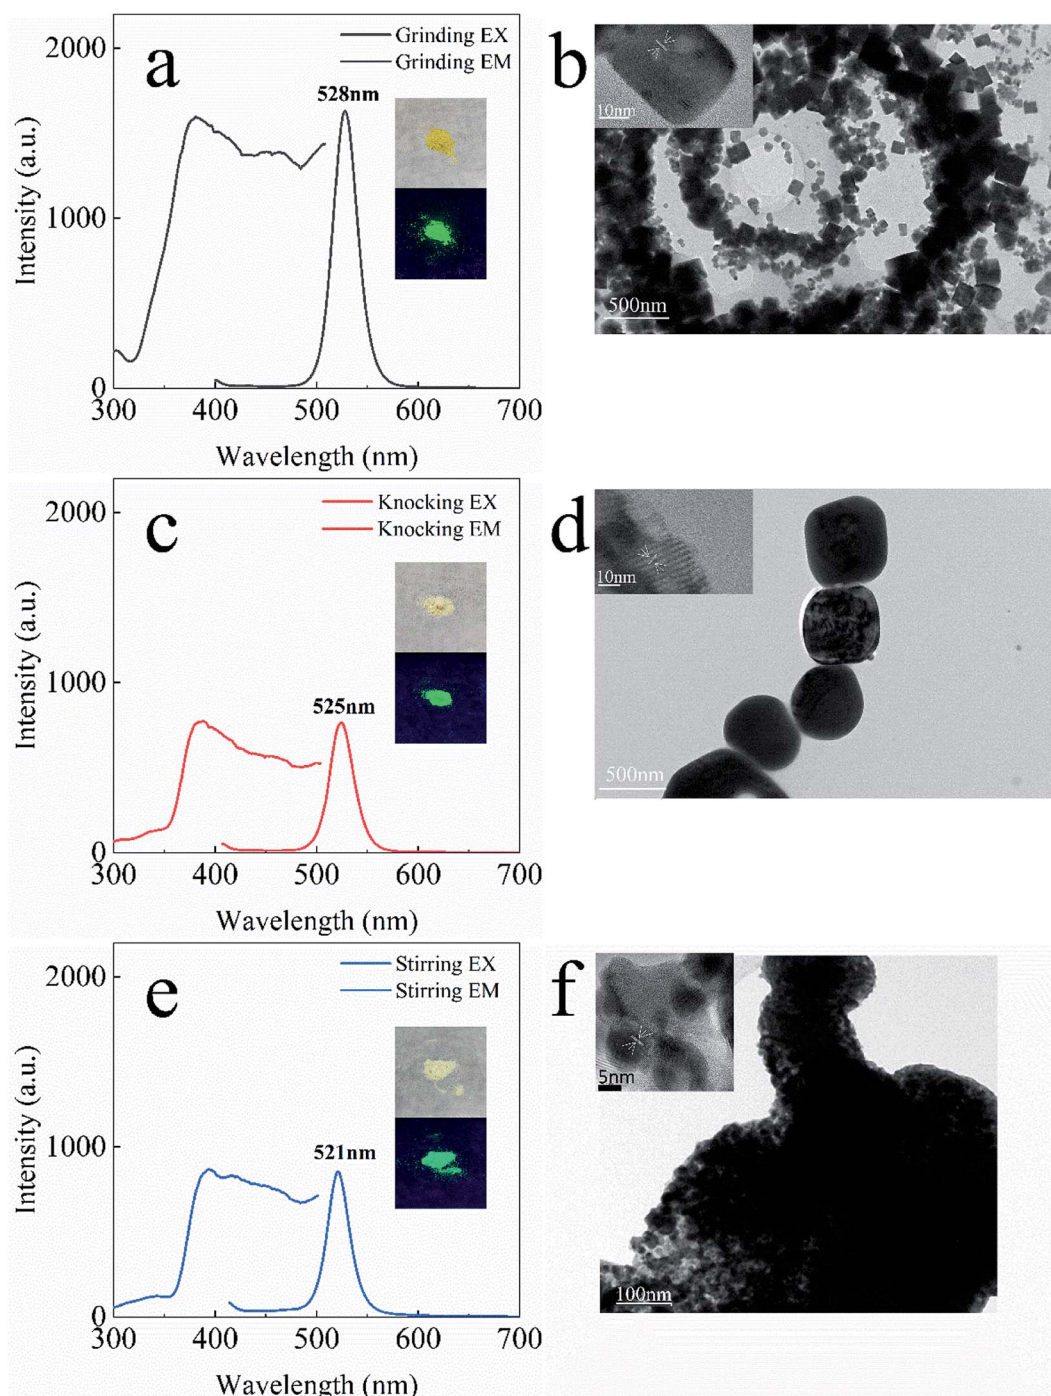 a
Grinding EX
Grinding EM
528nm
2000
1000
0
Intensity (a.u.)
300 400 500 600 700
Wavelength (nm)
b
10nm
500nm
c
Knocking EX
Knocking EM
525nm
2000
1000
0
Intensity (a.u.)
300 400 500 600 700
Wavelength (nm)
d
10nm
500nm
e
Stirring EX
Stirring EM
521nm
2000
1000
0
Intensity (a.u.)
300 400 500 600 700
Wavelength (nm)
f
5nm
100nm